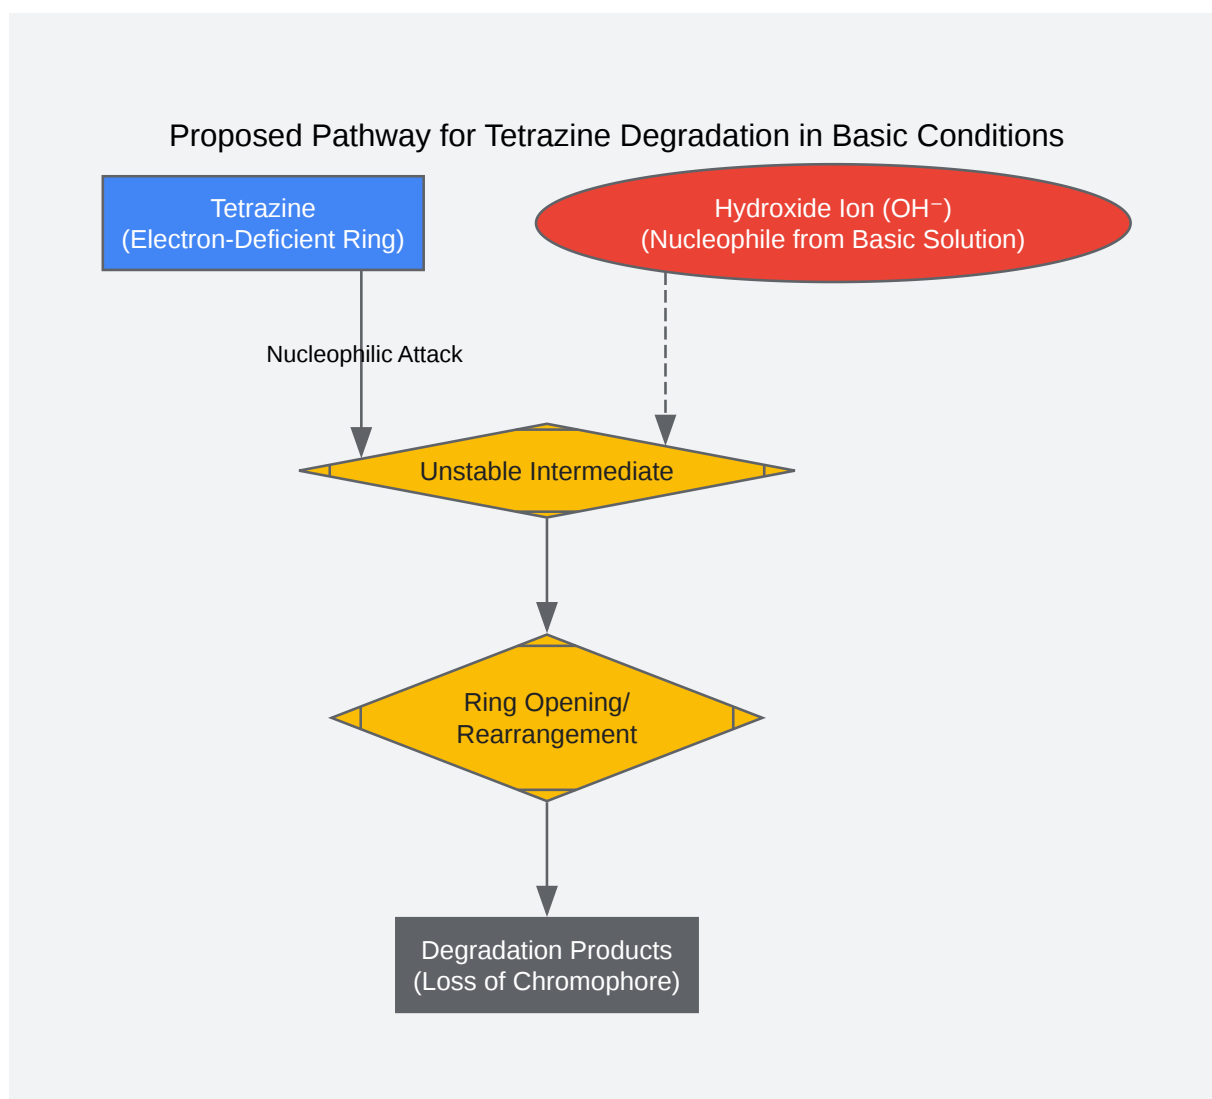 Proposed Pathway for Tetrazine Degradation in Basic Conditions
Tetrazine
(Electron-Deficient Ring)
Hydroxide Ion (OH⁻)
(Nucleophile from Basic Solution)
Nucleophilic Attack
Unstable Intermediate
Ring Opening/
Rearrangement
Degradation Products
(Loss of Chromophore)